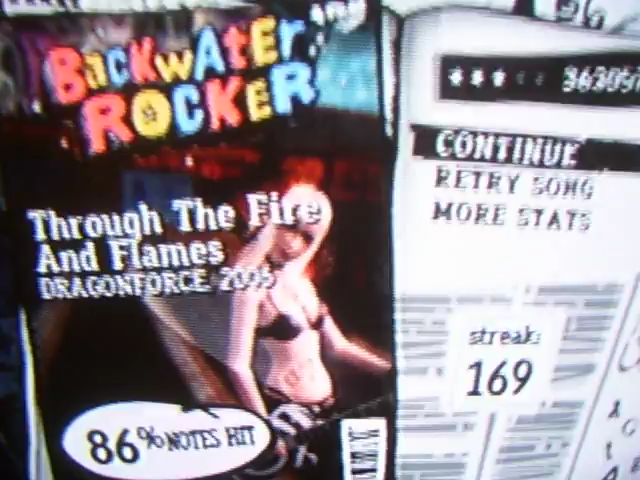 BackwAtEr
ROCKER
Through The Fire
And Flames
DRAGONFORCE, 2005
86% NOTES HIT
363057
CONTINUE
RETRY SONG
MORE STATS
streak:
169